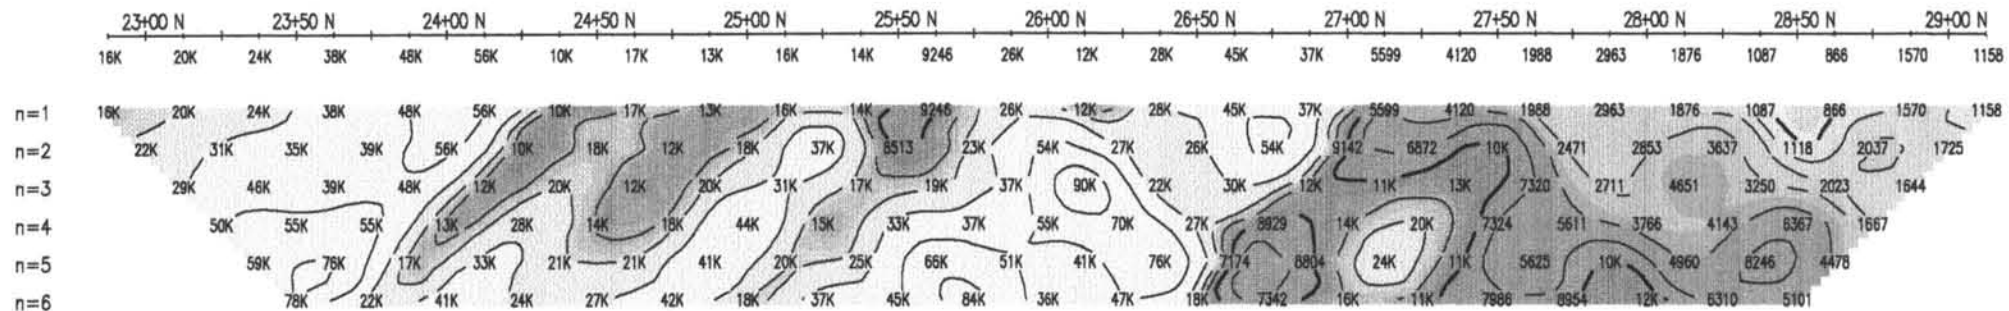 23+00 N 23+50 N 24+00 N 24+50 N 25+00 N 25+50 N 26+00 N 26+50 N 27+00 N 27+50 N 28+00 N 28+50 N 29+00 N
16K 20K 24K 38K 48K 56K 10K 17K 13K 16K 14K 9246 26K 12K 28K 45K 37K 5599 4120 1988 2963 1876 1087 866 1570 1158
n=1 16K 20K 24K 38K 48K 56K 10K 17K 13K 16K 14K 9246 26K 12K 28K 45K 37K 5599 4120 1988 2963 1876 1087 866 1570 1158
n=2 22K 31K 35K 39K 56K 10K 18K 12K 18K 37K 8513 23K 54K 27K 26K 54K 9142 6872 10K 2471 2853 3637 1118 2037 1725
n=3 29K 46K 39K 48K 12K 20K 12K 20K 31K 17K 19K 37K 90K 22K 30K 12K 11K 13K 7320 2711 4651 3250 2023 1644
n=4 50K 55K 55K 13K 28K 14K 18K 44K 15K 33K 37K 55K 70K 27K 8929 14K 20K 7324 5611 3766 4143 6367 1667
n=5 59K 76K 17K 33K 21K 21K 41K 20K 25K 66K 51K 41K 76K 7174 8804 24K 11K 5625 10K 4960 8246 4478
n=6 78K 22K 41K 24K 27K 42K 18K 37K 45K 84K 36K 47K 18K 7342 16K 11K 7986 8954 12K 6310 5101